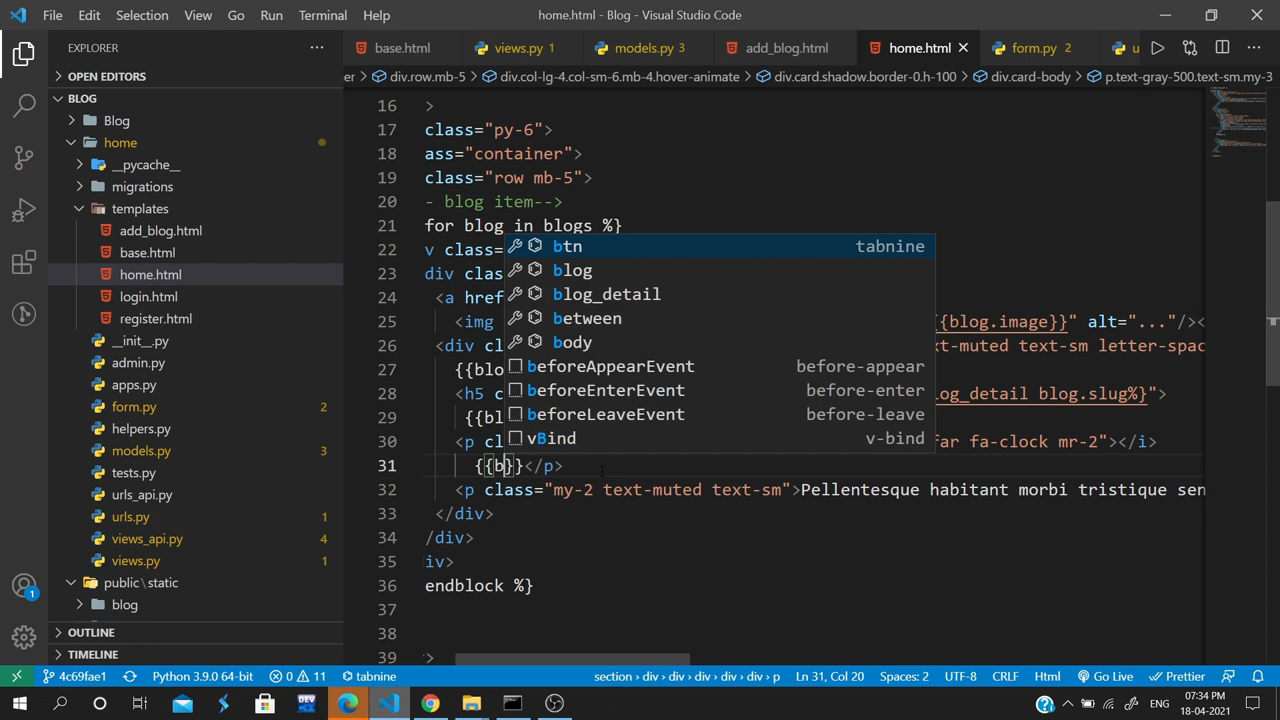 File Edit Selection View Go Run Terminal Help home.html - Blog - Visual Studio Code
EXPLORER
base.html views.py 1 models.py 3 add_blog.html home.html form.py 2 u
er > div.row.mb-5 > div.col-lg-4.col-sm-6.mb-4.hover-animate > div.card.shadow.border-0.h-100 > div.card-body > p.text-gray-500.text-sm.my-3
OPEN EDITORS
BLOG
Blog
home
__pycache__
migrations
templates
add_blog.html
base.html
home.html
login.html
register.html
__init__.py
admin.py
apps.py
form.py 2
helpers.py
models.py
tests.py
urls_api.py
urls.py 1
views_api.py 4
views.py 1
public\static
blog
OUTLINE
TIMELINE
16 >
17 class="py-6">
18 ass="container">
19 class="row mb-5">
20 - blog item-->
21 for blog in blogs %}
22 v class=
23 div clas
24 <a href
25 <img {{blog.image}}" alt="..."/><
26 <div cl xt-muted text-sm letter-spac
27 {{blo
28 <h5 c og_detail blog.slug%}">
29 {{bl
30 <p cl far fa-clock mr-2"></i>
31 {{b}}</p>
32 <p class="my-2 text-muted text-sm">Pellentesque habitant morbi tristique sen
33 </div>
34 /div>
35 iv>
36 endblock %}
37
38
39 >
btn tabnine
blog
blog_detail
between
body
beforeAppearEvent before-appear
beforeEnterEvent before-enter
beforeLeaveEvent before-leave
vBind v-bind
4c69fae1 Python 3.9.0 64-bit 0 11 tabnine section > div > div > div > div > p Ln 31, Col 20 Spaces: 2 UTF-8 CRLF Html Go Live Prettier
1
ENG 07:34 PM
18-04-2021